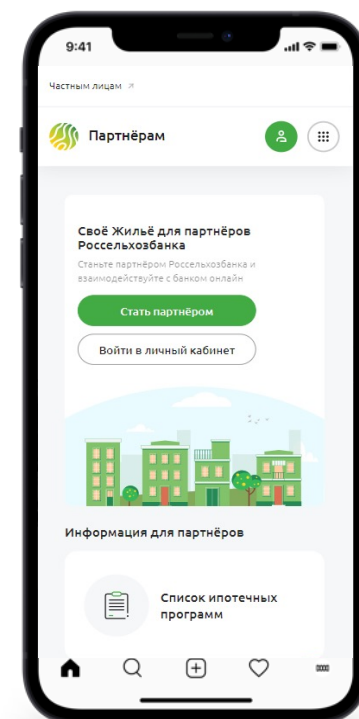 9:41
Частным лицам
Партнёрам
Своё Жильё для партнёров
Россельхозбанка
Станьте партнёром Россельхозбанка и
взаимодействуйте с банком онлайн
Стать партнёром
Войти в личный кабинет
Информация для партнёров
Список ипотечных
программ